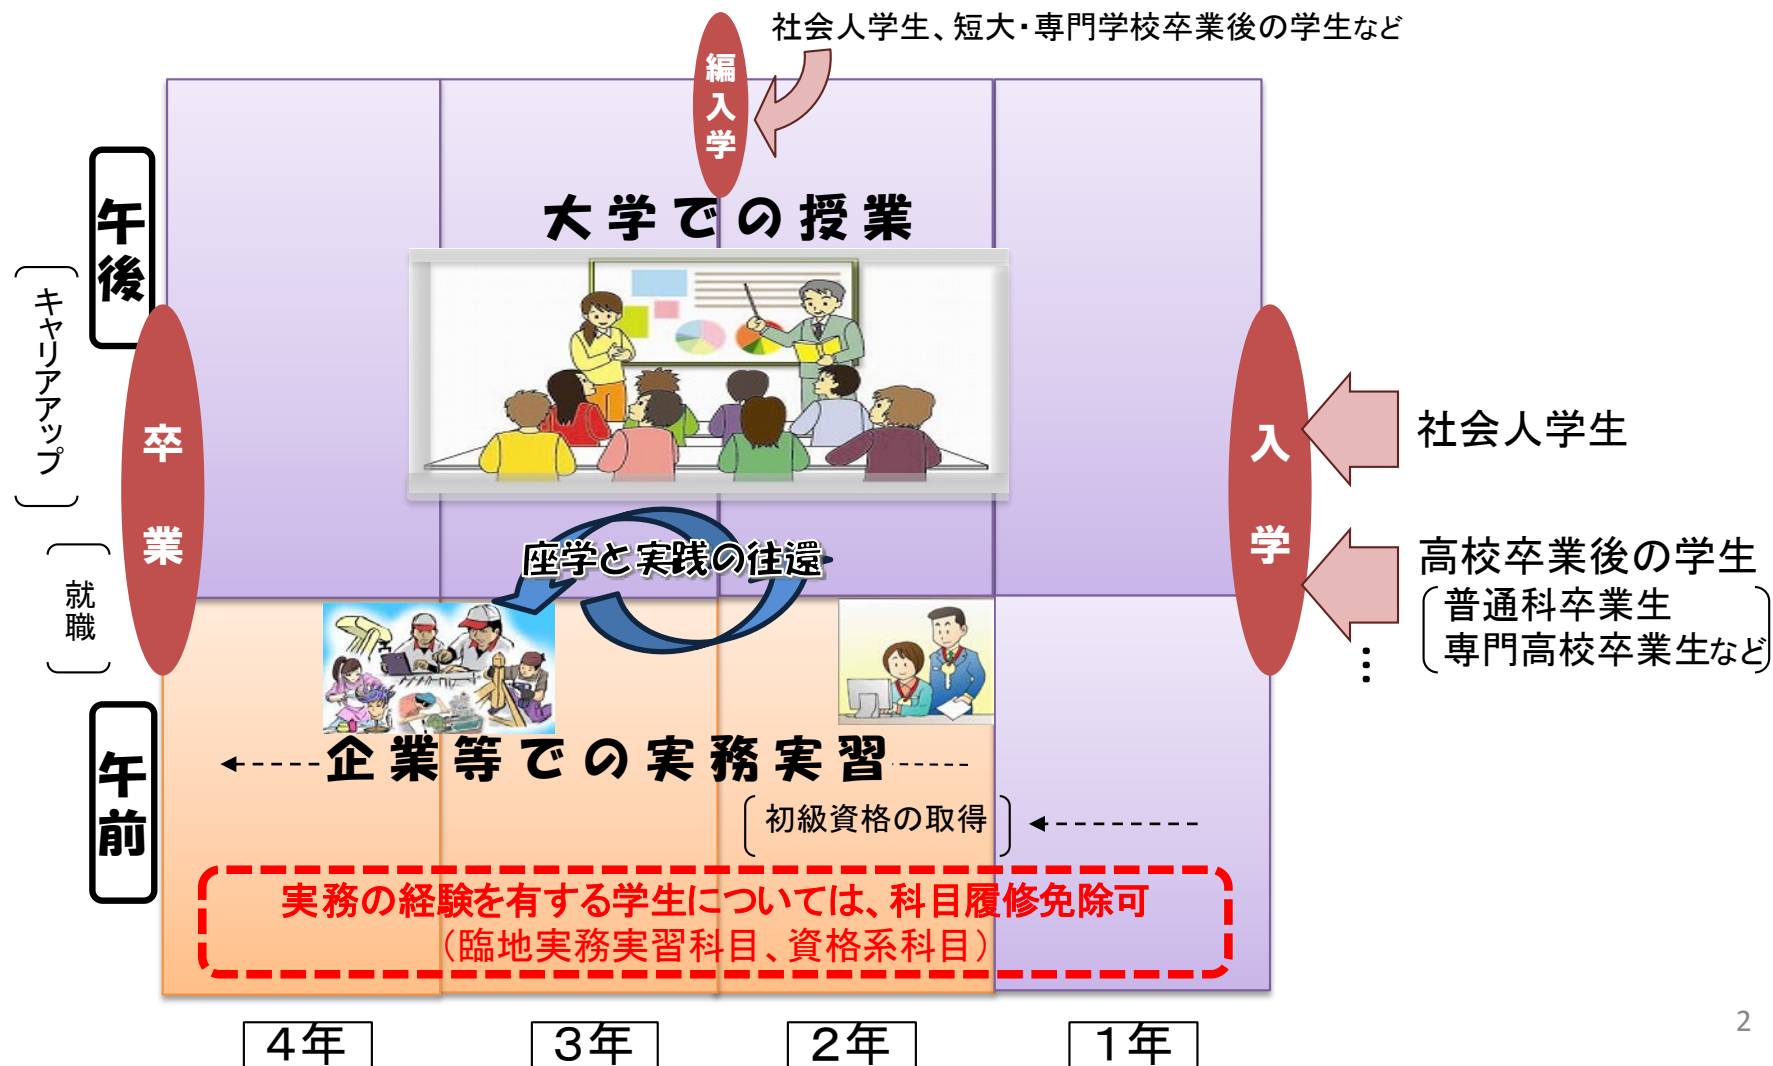 社会人学生、短大・専門学校卒業後の学生など
編入学
大学での授業
午後
キャリアアップ
卒業
就職
入学
社会人学生
高校卒業後の学生
普通科卒業生
専門高校卒業生など
…
座学と実践の往還
午前
企業等での実務実習
初級資格の取得
実務の経験を有する学生については、科目履修免除可
（臨地実務実習科目、資格系科目）
4年
3年
2年
1年
2